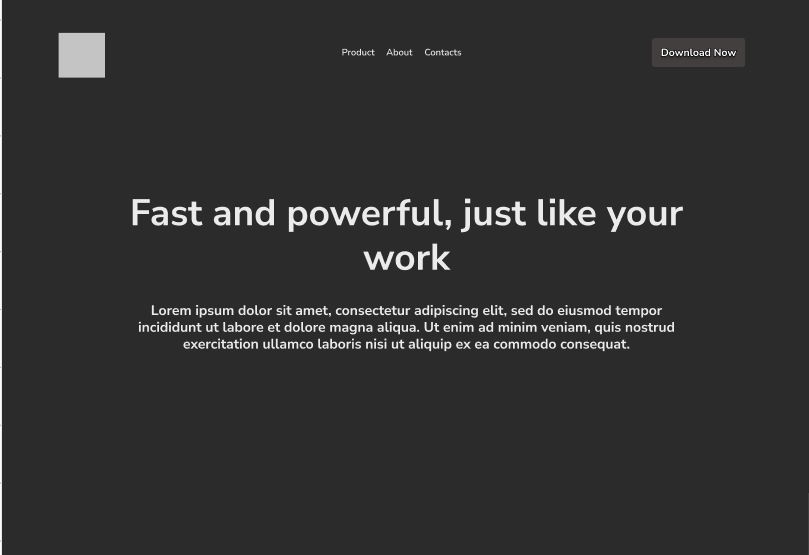 Product About Contacts Download Now
Fast and powerful, just like your
work
Lorem ipsum dolor sit amet, consectetur adipiscing elit, sed do eiusmod tempor
incididunt ut labore et dolore magna aliqua. Ut enim ad minim veniam, quis nostrud
exercitation ullamco laboris nisi ut aliquip ex ea commodo consequat.